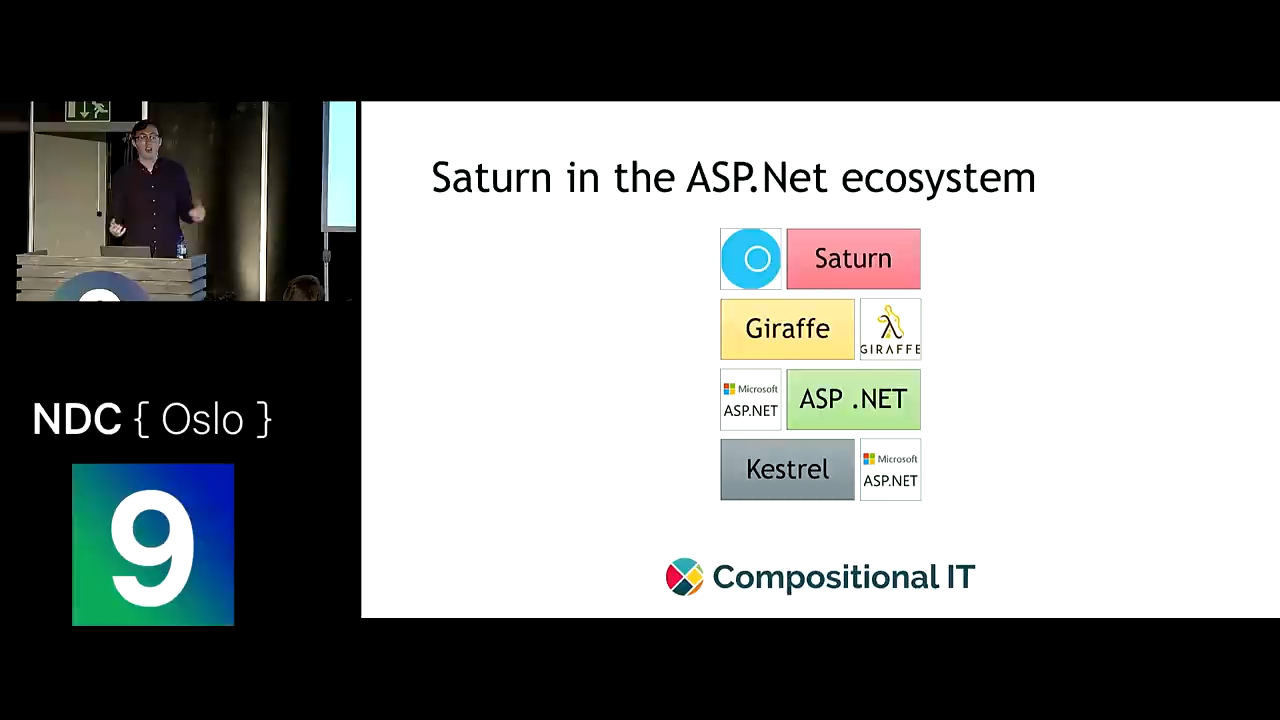 Saturn in the ASP.Net ecosystem
Saturn
Giraffe
GIRAFFE
Microsoft
ASP.NET
ASP .NET
Kestrel
Microsoft
ASP.NET
NDC { Oslo }
9
Compositional IT